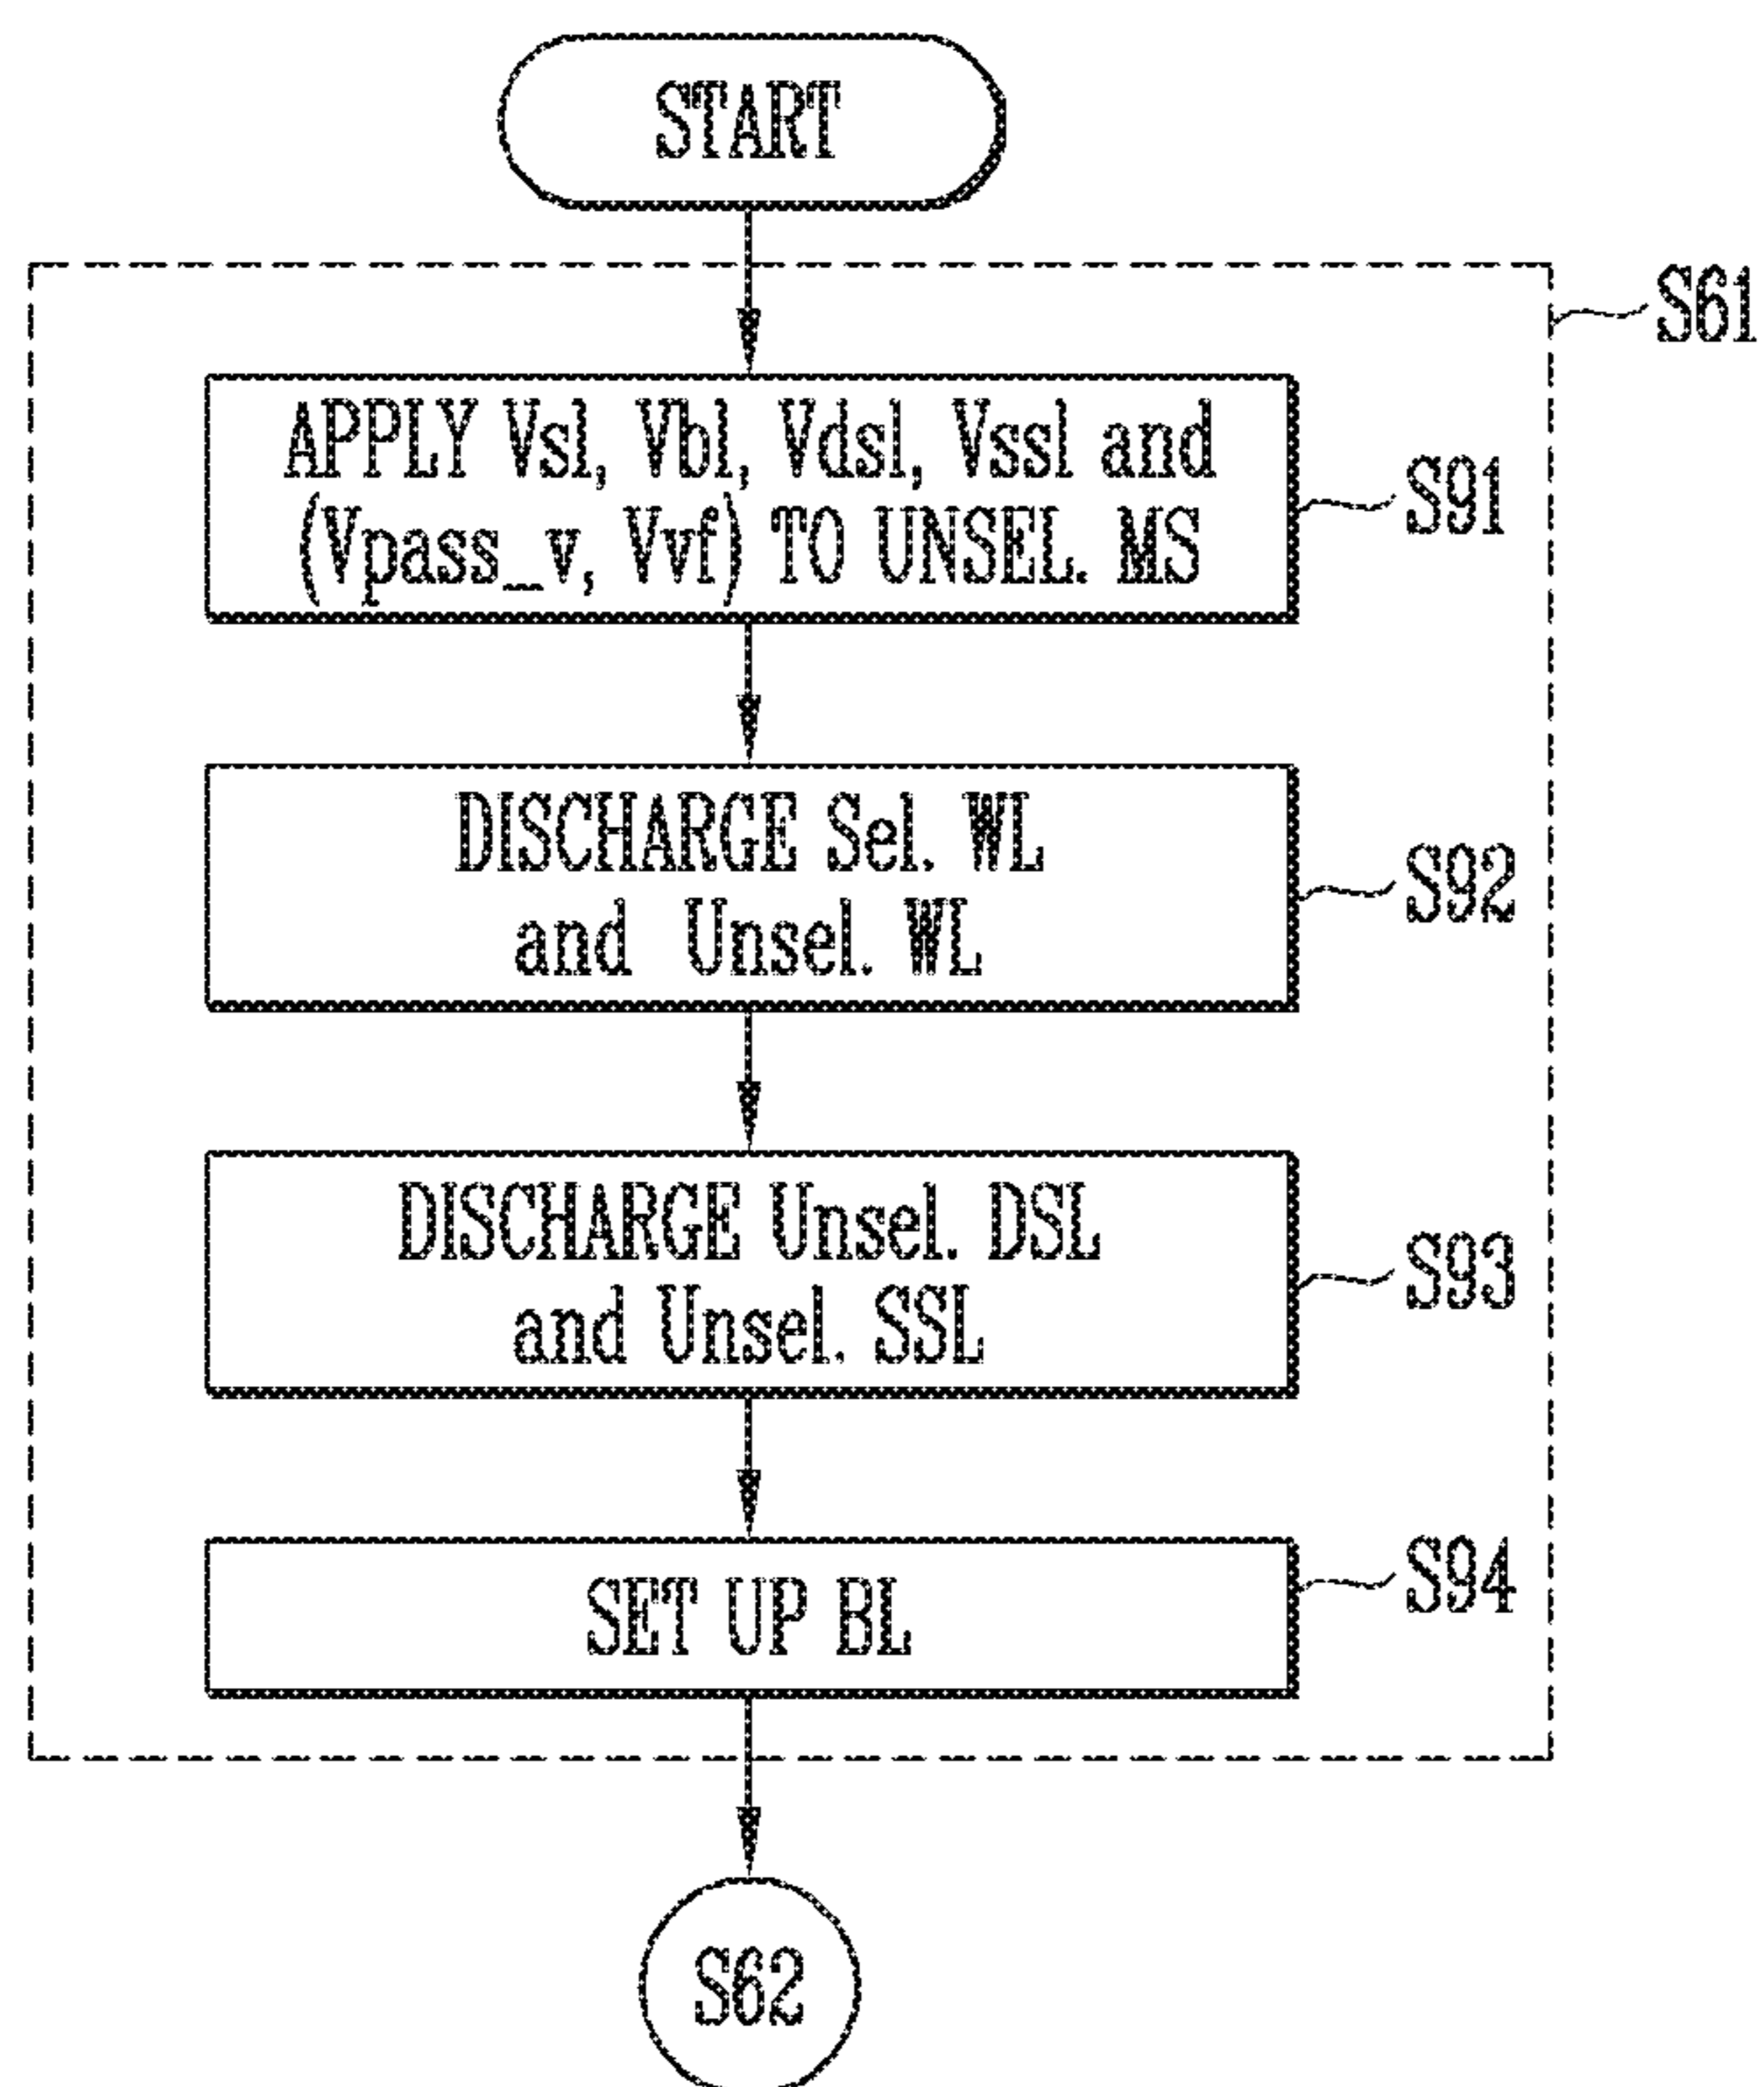 START
S61
APPLY Vsl, Vbl, Vdsl, Vssl and
(Vpass_v, Vvf) TO UNSEL. MS
S91
DISCHARGE Sel. WL
and Unsel. WL
S92
DISCHARGE Unsel. DSL
and Unsel. SSL
S93
SET UP BL
S94
S62